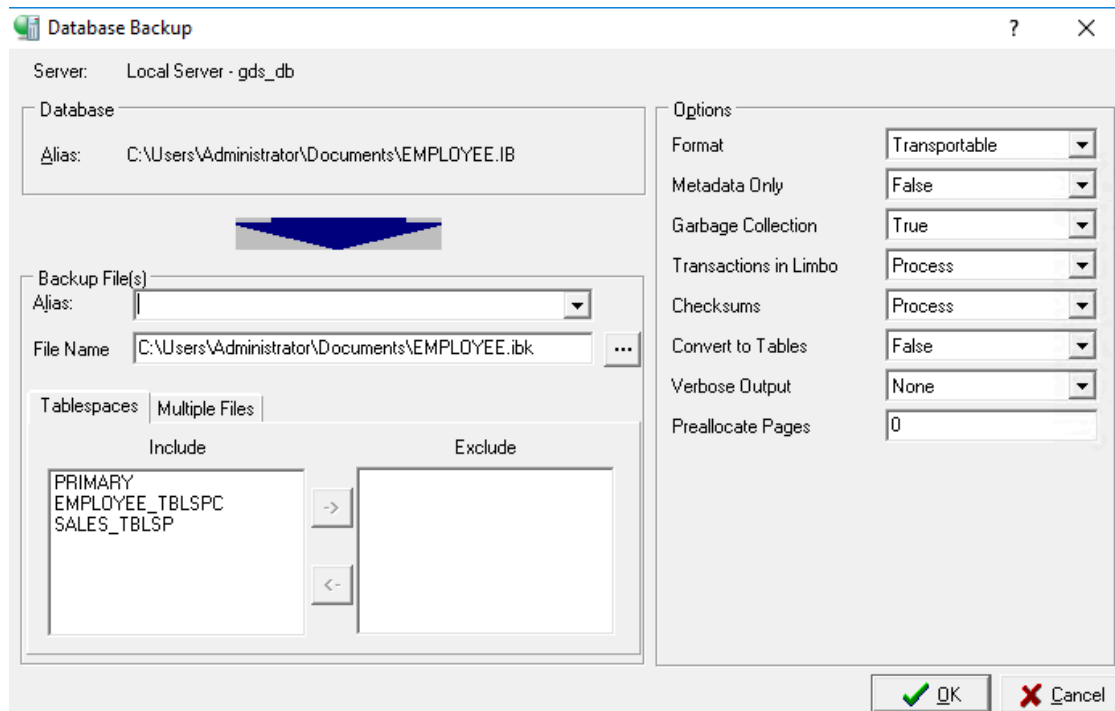 Database Backup
?
Server: Local Server - gds_db
Database
Alias: C:\Users\Administrator\Documents\EMPLOYEE.IB
Backup File(s)
Alias:
File Name C:\Users\Administrator\Documents\EMPLOYEE.ibk ...
Tablespaces Multiple Files
Include Exclude
PRIMARY
EMPLOYEE_TBLSPC
SALES_TBLSP
->
<-
Options
Format Transportable
Metadata Only False
Garbage Collection True
Transactions in Limbo Process
Checksums Process
Convert to Tables False
Verbose Output None
Preallocate Pages 0
OK Cancel